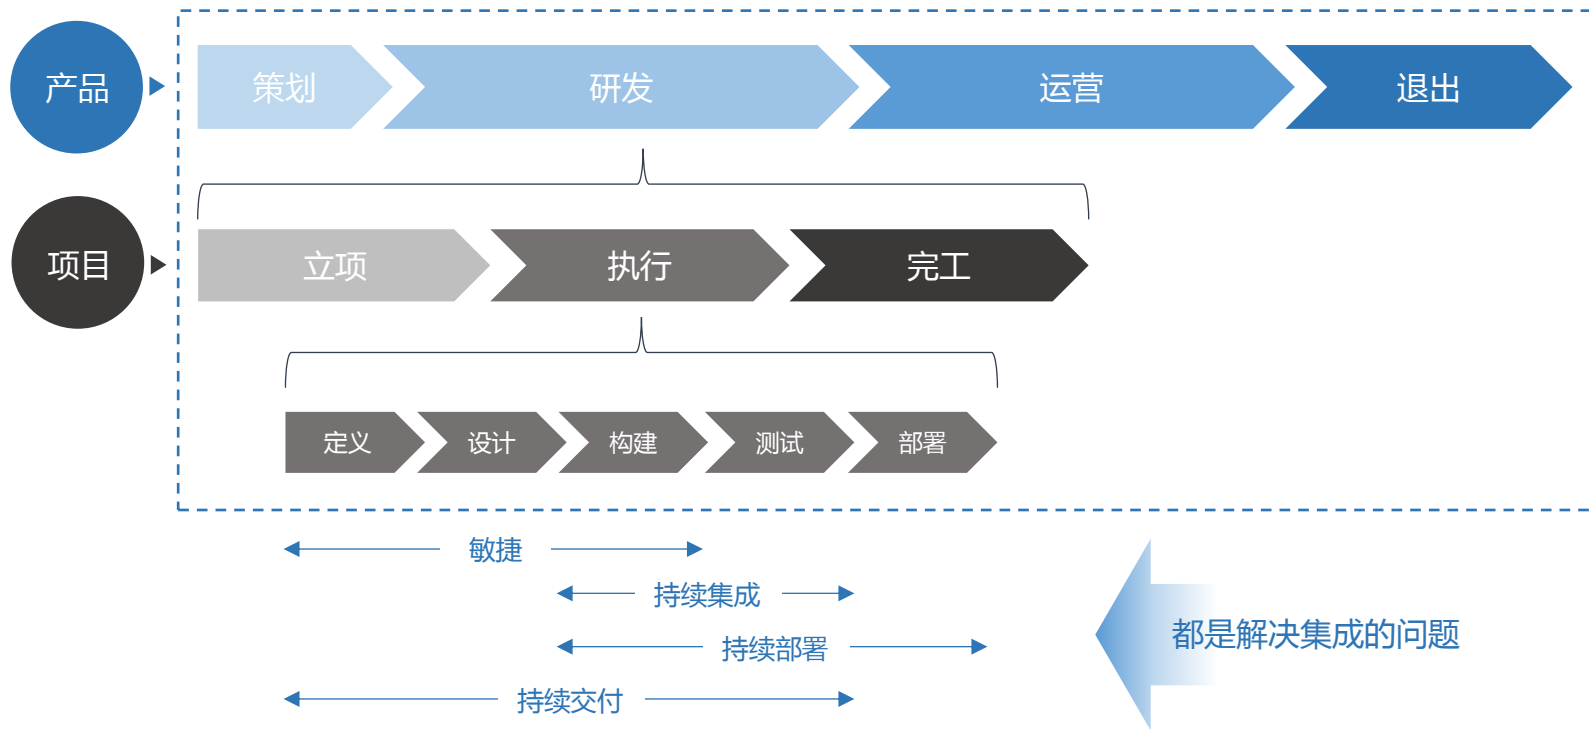 产品
策划
研发
运营
退出
项目
立项
执行
完工
定义
设计
构建
测试
部署
敏捷
持续集成
持续部署
持续交付
都是解决集成的问题